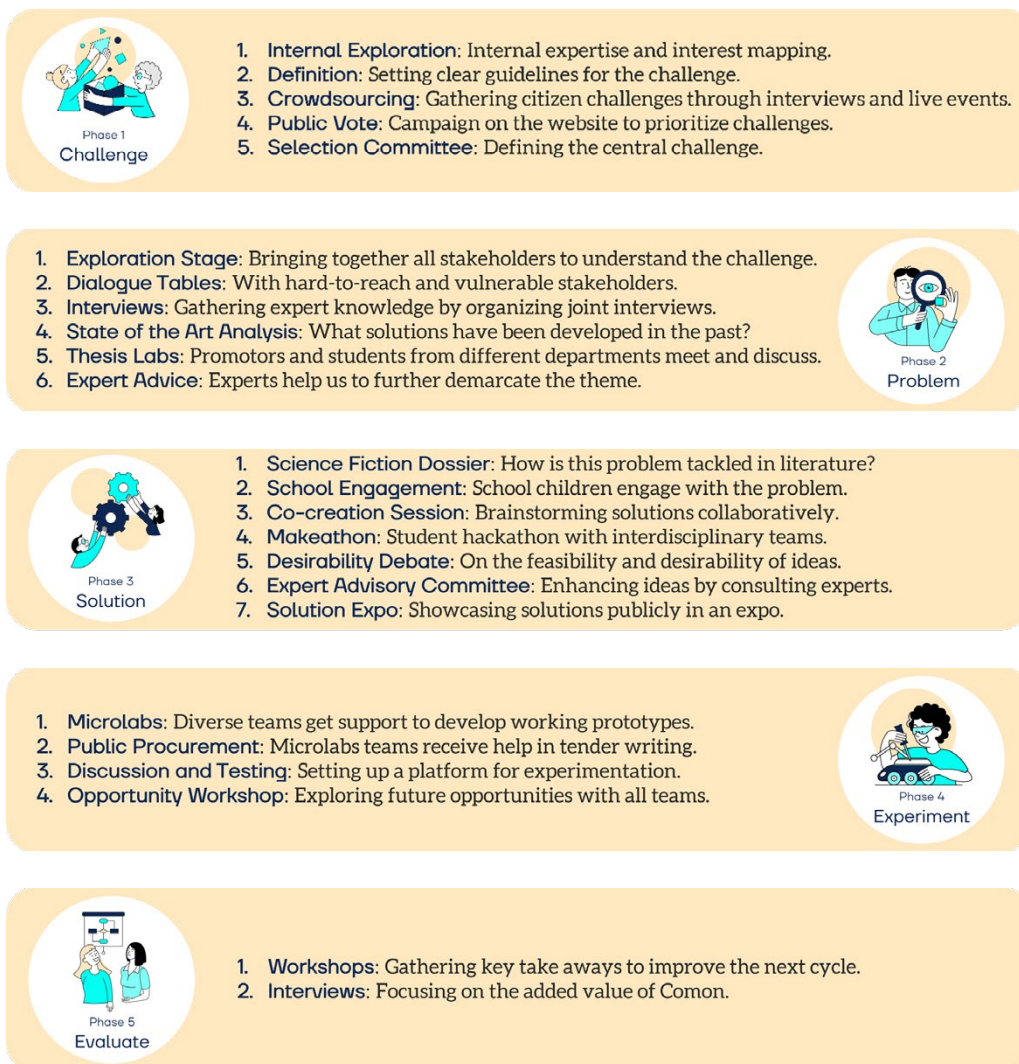 Phase 1
Challenge
1. Internal Exploration: Internal expertise and interest mapping.
2. Definition: Setting clear guidelines for the challenge.
3. Crowdsourcing: Gathering citizen challenges through interviews and live events.
4. Public Vote: Campaign on the website to prioritize challenges.
5. Selection Committee: Defining the central challenge.
1. Exploration Stage: Bringing together all stakeholders to understand the challenge.
2. Dialogue Tables: With hard-to-reach and vulnerable stakeholders.
3. Interviews: Gathering expert knowledge by organizing joint interviews.
4. State of the Art Analysis: What solutions have been developed in the past?
5. Thesis Labs: Promotors and students from different departments meet and discuss.
6. Expert Advice: Experts help us to further demarcate the theme.
Phase 2
Problem
Phase 3
Solution
1. Science Fiction Dossier: How is this problem tackled in literature?
2. School Engagement: School children engage with the problem.
3. Co-creation Session: Brainstorming solutions collaboratively.
4. Makeathon: Student hackathon with interdisciplinary teams.
5. Desirability Debate: On the feasibility and desirability of ideas.
6. Expert Advisory Committee: Enhancing ideas by consulting experts.
7. Solution Expo: Showcasing solutions publicly in an expo.
1. Microlabs: Diverse teams get support to develop working prototypes.
2. Public Procurement: Microlabs teams receive help in tender writing.
3. Discussion and Testing: Setting up a platform for experimentation.
4. Opportunity Workshop: Exploring future opportunities with all teams.
Phase 4
Experiment
Phase 5
Evaluate
1. Workshops: Gathering key take aways to improve the next cycle.
2. Interviews: Focusing on the added value of Comon.